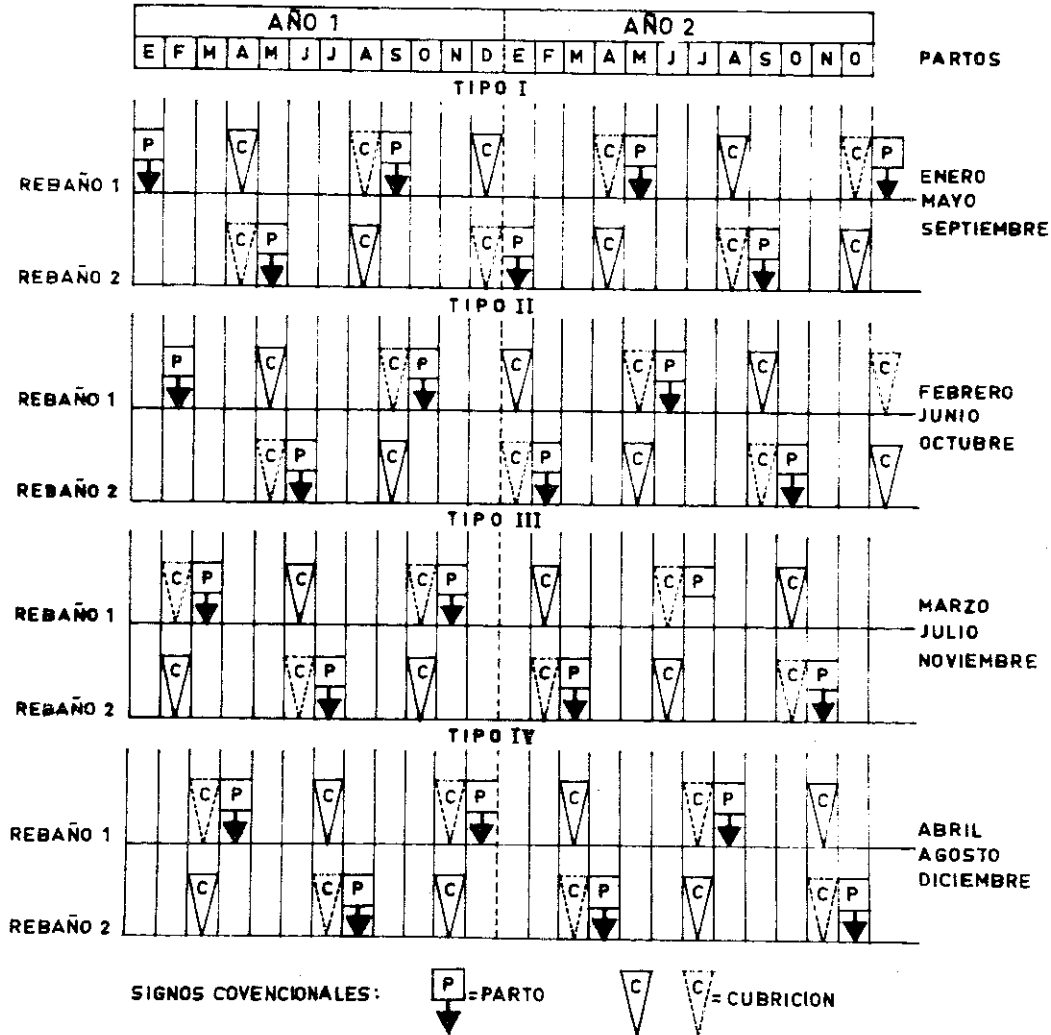 AÑO 1 AÑO 2
E F M A M J J A S O N D E F M A M J J A S O N O PARTOS
TIPO I
P C C P C C P C C P
REBAÑO 1 ENERO
MAYO
SEPTIEMBRE
C P C C P C C P C
REBAÑO 2
TIPO II
P C C P C C P C C
REBAÑO 1 FEBRERO
JUNIO
OCTUBRE
C P C C P C C P C
REBAÑO 2
TIPO III
C P C C P C C P C
REBAÑO 1 MARZO
JULIO
NOVIEMBRE
C C P C C P C C P
REBAÑO 2
TIPO IV
C P C C P C C P C
REBAÑO 1 ABRIL
AGOSTO
DICIEMBRE
C C P C C P C C P
REBAÑO 2
SIGNOS COVENCIONALES: P =PARTO C C =CUBRICION